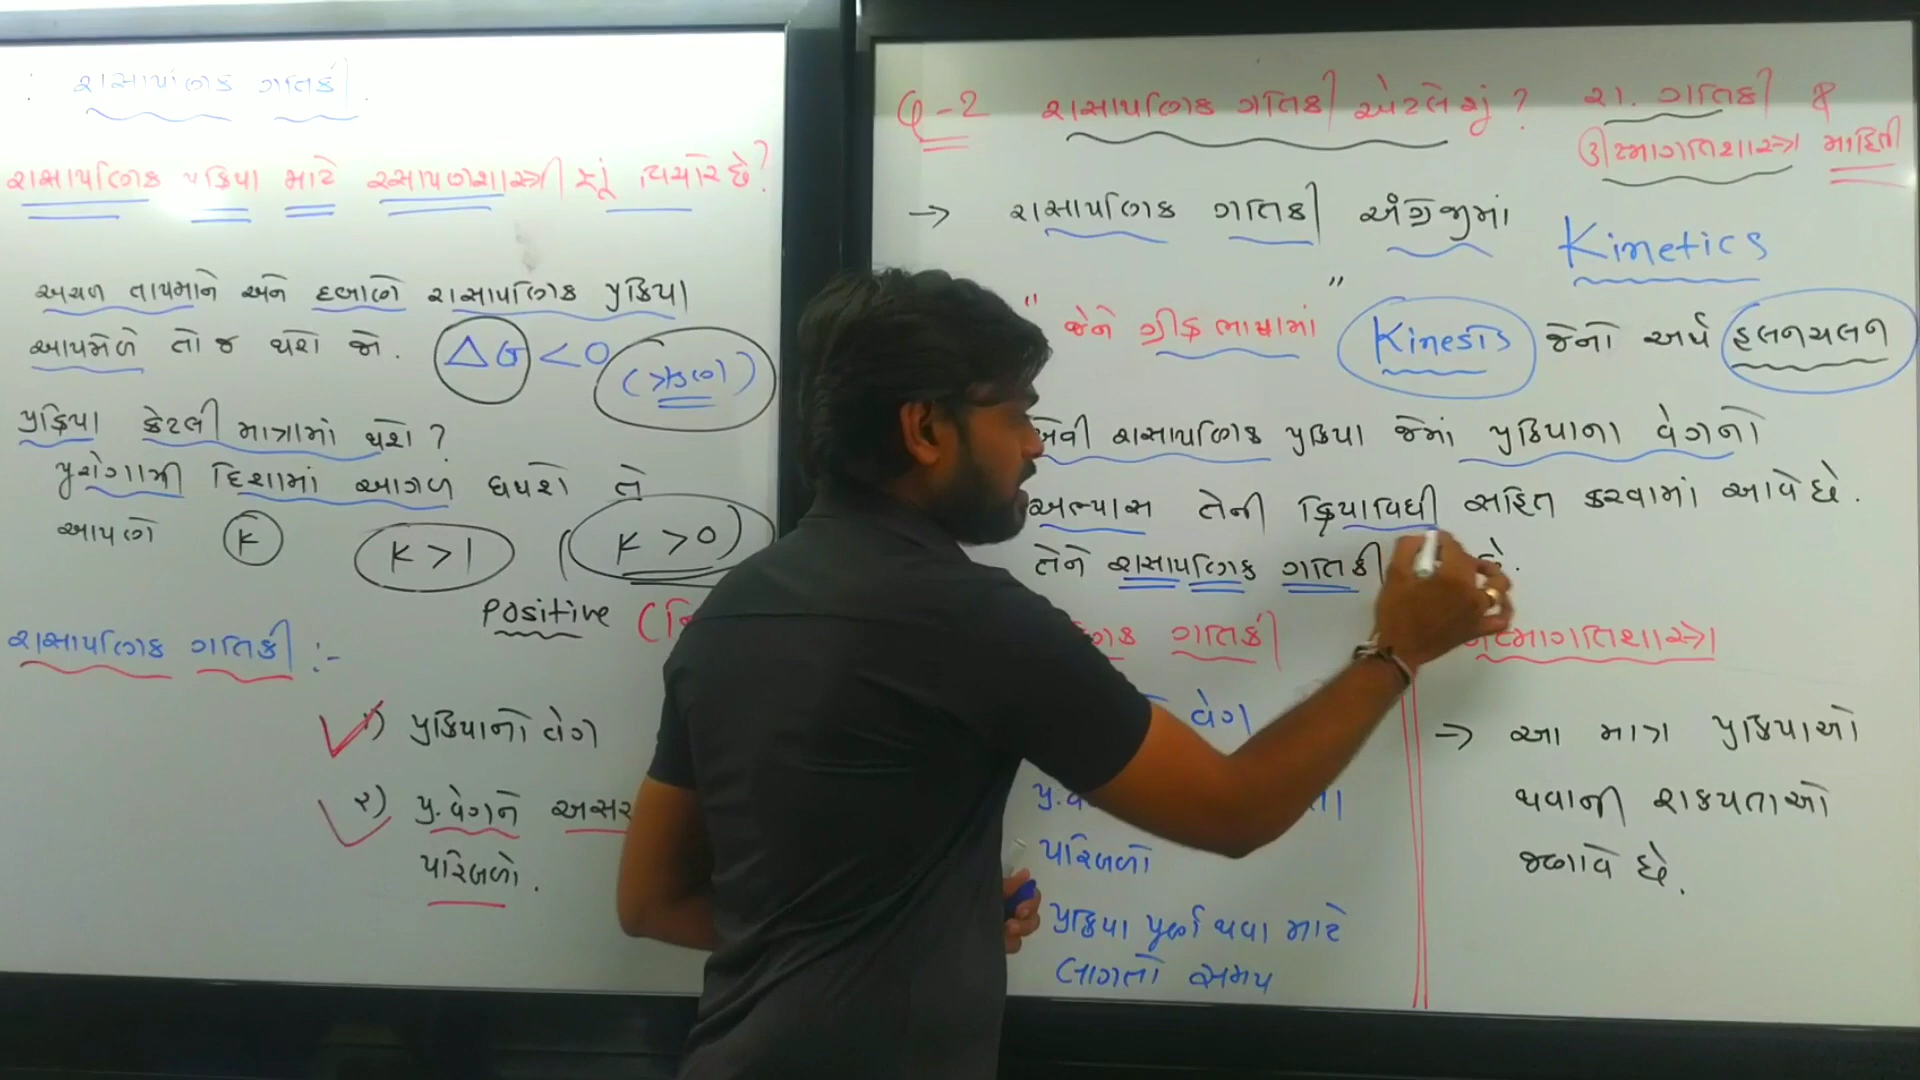 રાસાયણિક ગતિકી
રાસાયણિક પ્રક્રિયા માટે રસાયણશાસ્ત્રી શું વિચારે છે?
અચળ તાપમાને અને દબાણે રાસાયણિક પ્રક્રિયા
આપમેળે તો જ થશે જો. ΔG < 0 (ઋણ)
પ્રક્રિયા કેટલી માત્રામાં થશે?
પુરોગામી દિશામાં આગળ ધપશે તે
આપણે K K > 1 (K > 0)
Positive
રાસાયણિક ગતિકી :-
૧) પ્રક્રિયાનો વેગ
૨) પ્ર. વેગને અસર
પરિબળો.
Q-2 રાસાયણિક ગતિકી એટલે શું? રા. ગતિકી &
ઉષ્માગતિશાસ્ત્ર માહિતી
→ રાસાયણિક ગતિકી અંગ્રેજીમાં Kinetics
" જેને ગ્રીક ભાષામાં " Kinesis જેનો અર્થ હલનચલન
એવી રાસાયણિક પ્રક્રિયા જેમાં પ્રક્રિયાના વેગનો
અભ્યાસ તેની ક્રિયાવિધી સહિત કરવામાં આવે છે.
તેને રાસાયણિક ગતિકી છે.
ગતિકી ઉષ્માગતિશાસ્ત્ર
વેગ
પરિબળો
પ્રક્રિયા પૂર્ણ થવા માટે
લાગતો સમય
→ આ માત્ર પ્રક્રિયાઓ
થવાની શક્યતાઓ
જણાવે છે.